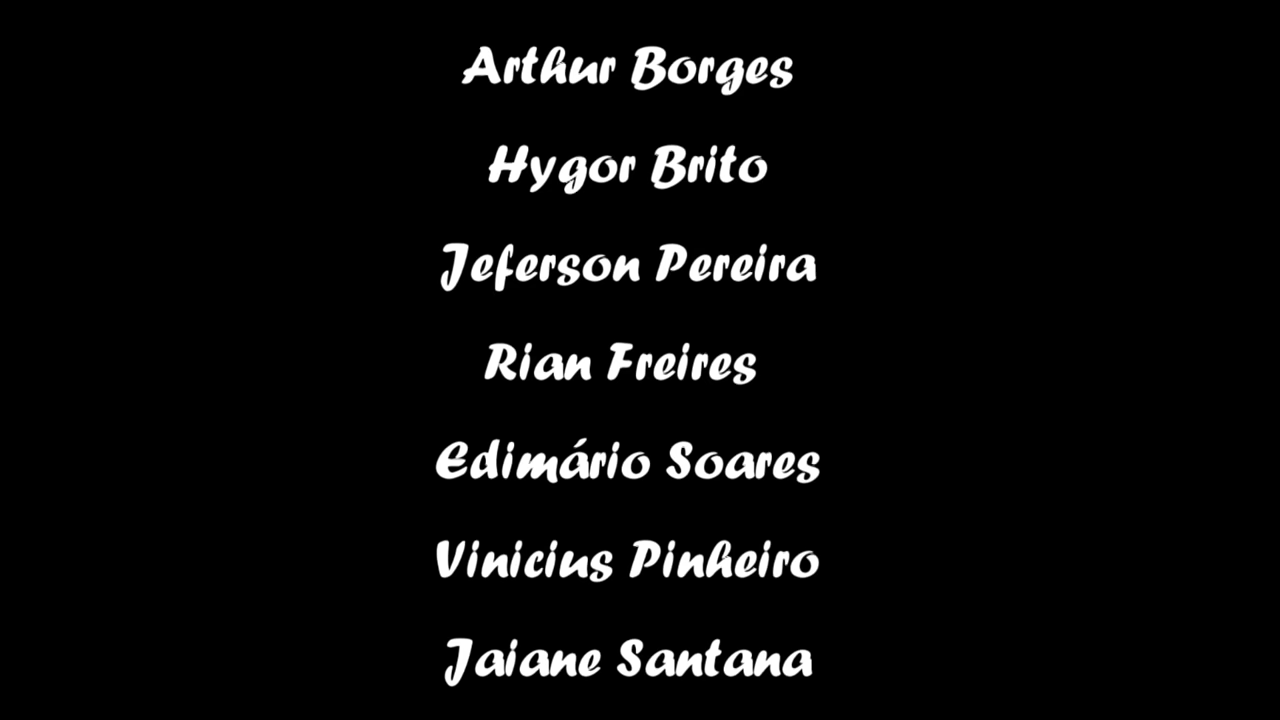 Arthur Borges
Hygor Brito
Jeferson Pereira
Rian Freires
Edimário Soares
Vinicius Pinheiro
Jaiane Santana